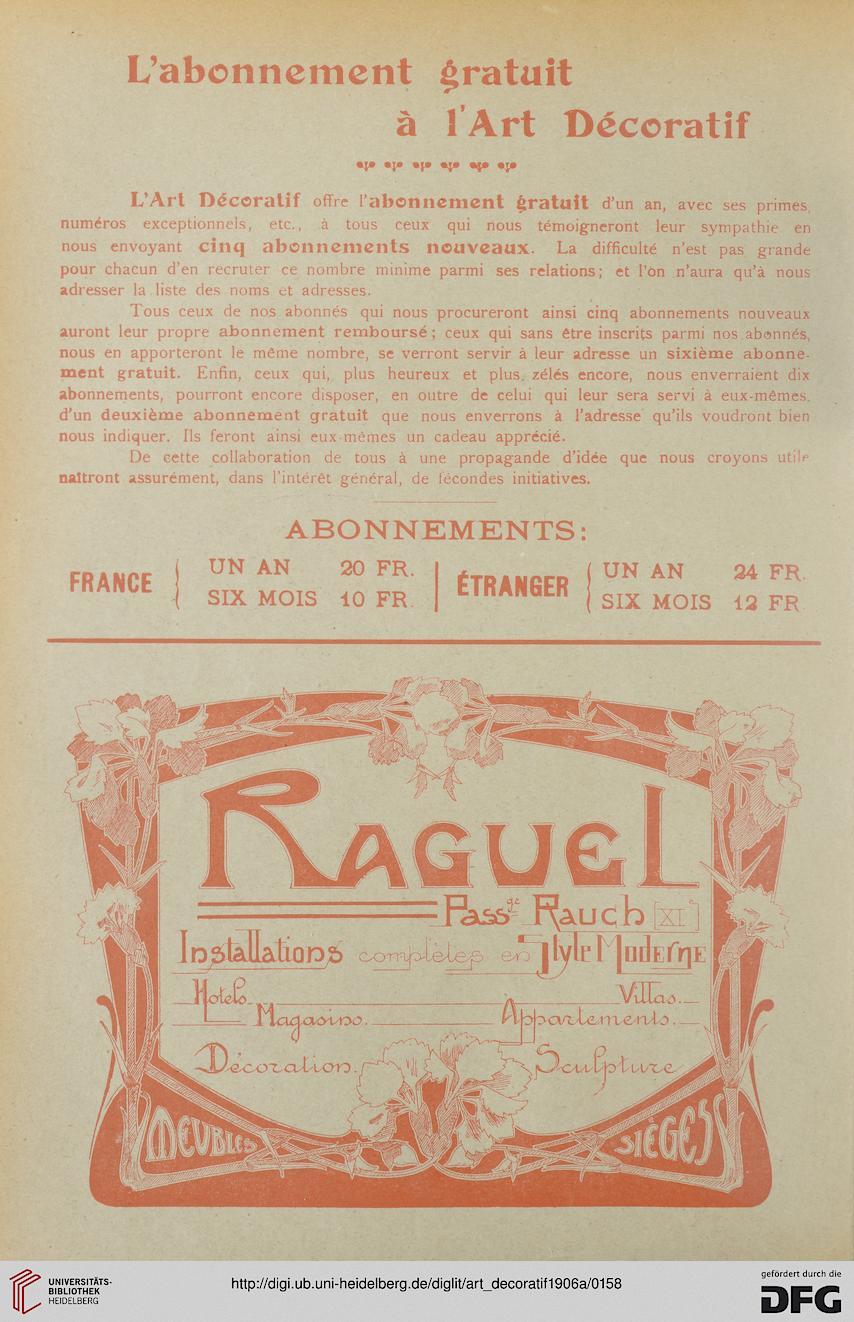 L'abonnement gratuit
à l'Art Décoratif
L'Art Décoratif offre l'abonnement gratuit d'un an, avec ses primes,
numéros exceptionnels, etc., à tous ceux qui nous témoigneront leur sympathie en
nous envoyant cinq abonnements nouveaux. La difficulté n'est pas grande
pour chacun d'en recruter ce nombre minime parmi ses relations; et l'on n'aura qu'à nous
adresser la liste des noms et adresses.
Tous ceux de nos abonnés qui nous procureront ainsi cinq abonnements nouveaux
auront leur propre abonnement remboursé; ceux qui sans être inscrits parmi nos abonnés,
nous en apporteront le même nombre, se verront servir à leur adresse un sixième abonne-
ment gratuit. Enfin, ceux qui, plus heureux et plus zélés encore, nous enverraient dix
abonnements, pourront encore disposer, en outre de celui qui leur sera servi à eux-mêmes,
d'un deuxième abonnement gratuit que nous enverrons à l'adresse qu'ils voudront bien
nous indiquer. Ils feront ainsi eux-mêmes un cadeau apprécié.
De cette collaboration de tous à une propagande d'idée que nous croyons utile
naîtront assurément, dans l'intérêt général, de fécondes initiatives.
ABONNEMENTS:
FRANCE { UN AN 20 FR. | ÉTRANGER { UN AN 24 FR.
SIX MOIS 10 FR. SIX MOIS 12 FR
RAGUEL
Passge Rauch [XI]
Installations complètes en Style Moderne
Hotels. Villas.
Magasins. Appartements.
Décoration. Sculpture
MEUBLES SIÈGES
UNIVERSITÄTS-
BIBLIOTHEK
HEIDELBERG
http://digi.ub.uni-heidelberg.de/diglit/art_decoratif1906a/0158
gefördert durch die
DFG